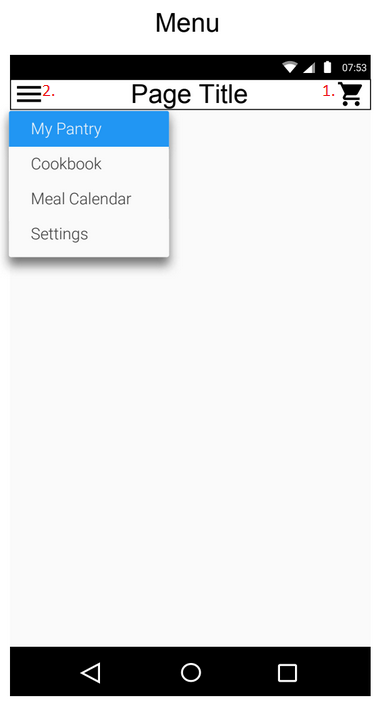 Menu
07:53
2. Page Title 1.
My Pantry
Cookbook
Meal Calendar
Settings